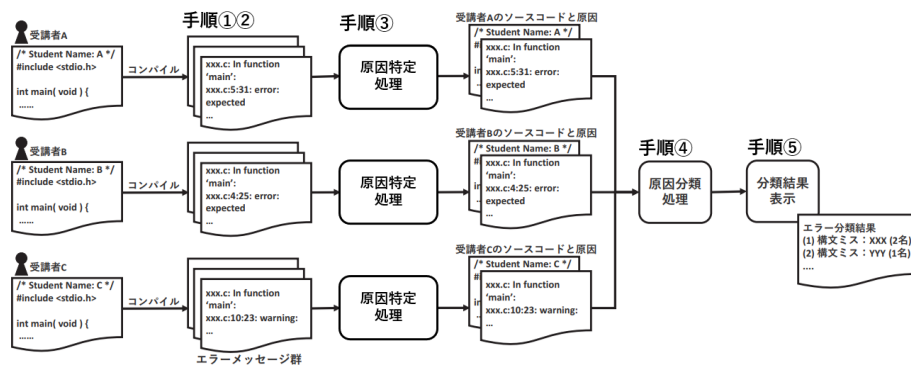 手順①②
手順③
受講者A
/* Student Name: A */
#include <stdio.h>
int main( void ) {
……
コンパイル
xxx.c: In function
‘main’:
xxx.c:5:31: error:
expected
…
原因特定
処理
受講者Aのソースコードと原因
/* Student Name: A */
#
int
xxx.c: In function
‘main’:
xxx.c:5:31: error:
expected
…
受講者B
/* Student Name: B */
#include <stdio.h>
int main( void ) {
……
コンパイル
xxx.c: In function
‘main’:
xxx.c:4:25: error:
expected
…
原因特定
処理
受講者Bのソースコードと原因
/* Student Name: B */
#i
int
xxx.c: In function
‘main’:
xxx.c:4:25: error:
expected
…
手順④
原因分類
処理
手順⑤
分類結果
表示
エラー分類結果
(1) 構文ミス：XXX (2名)
(2) 構文ミス：YYY (1名)
....
受講者C
/* Student Name: C */
#include <stdio.h>
int main( void ) {
……
コンパイル
xxx.c: In function
‘main’:
xxx.c:10:23: warning:
…
エラーメッセージ群
原因特定
処理
受講者Cのソースコードと原因
/* Student Name: C */
#i
in
xxx.c: In function
‘main’:
xxx.c:10:23: warning:
…